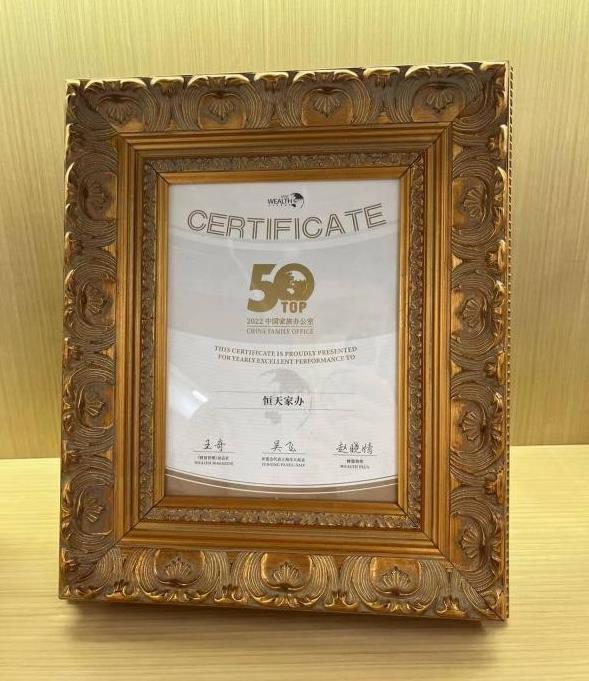 WEALTH
CERTIFICATE
50
TOP
2022 中国家族办公室
CHINA FAMILY OFFICE
THIS CERTIFICATE IS PROUDLY PRESENTED
FOR YEARLY EXCELLENT PERFORMANCE TO
恒天家办
王奇 吴飞 赵晓倩
WEALTH MAGAZINE WEALTH PLUS